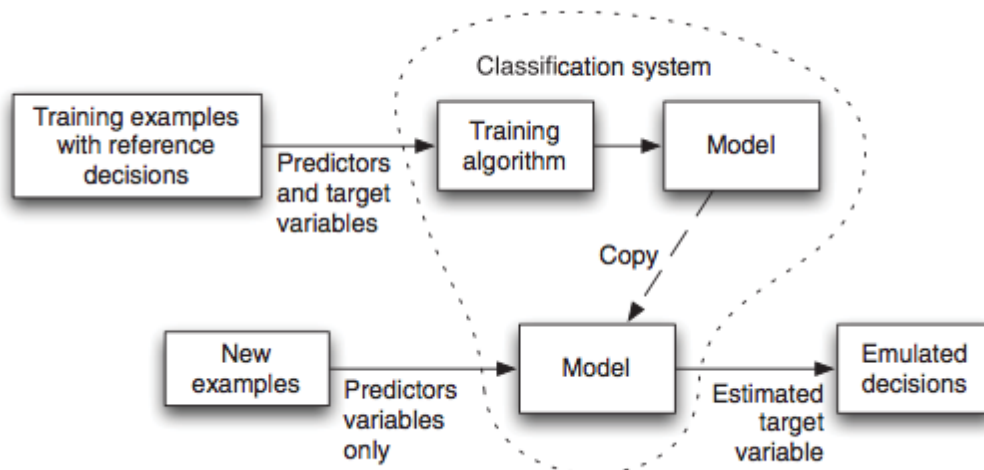 Classification system
Training examples
with reference
decisions
Predictors
and target
variables
Training
algorithm
Model
Copy
New
examples
Predictors
variables
only
Model
Estimated
target
variable
Emulated
decisions